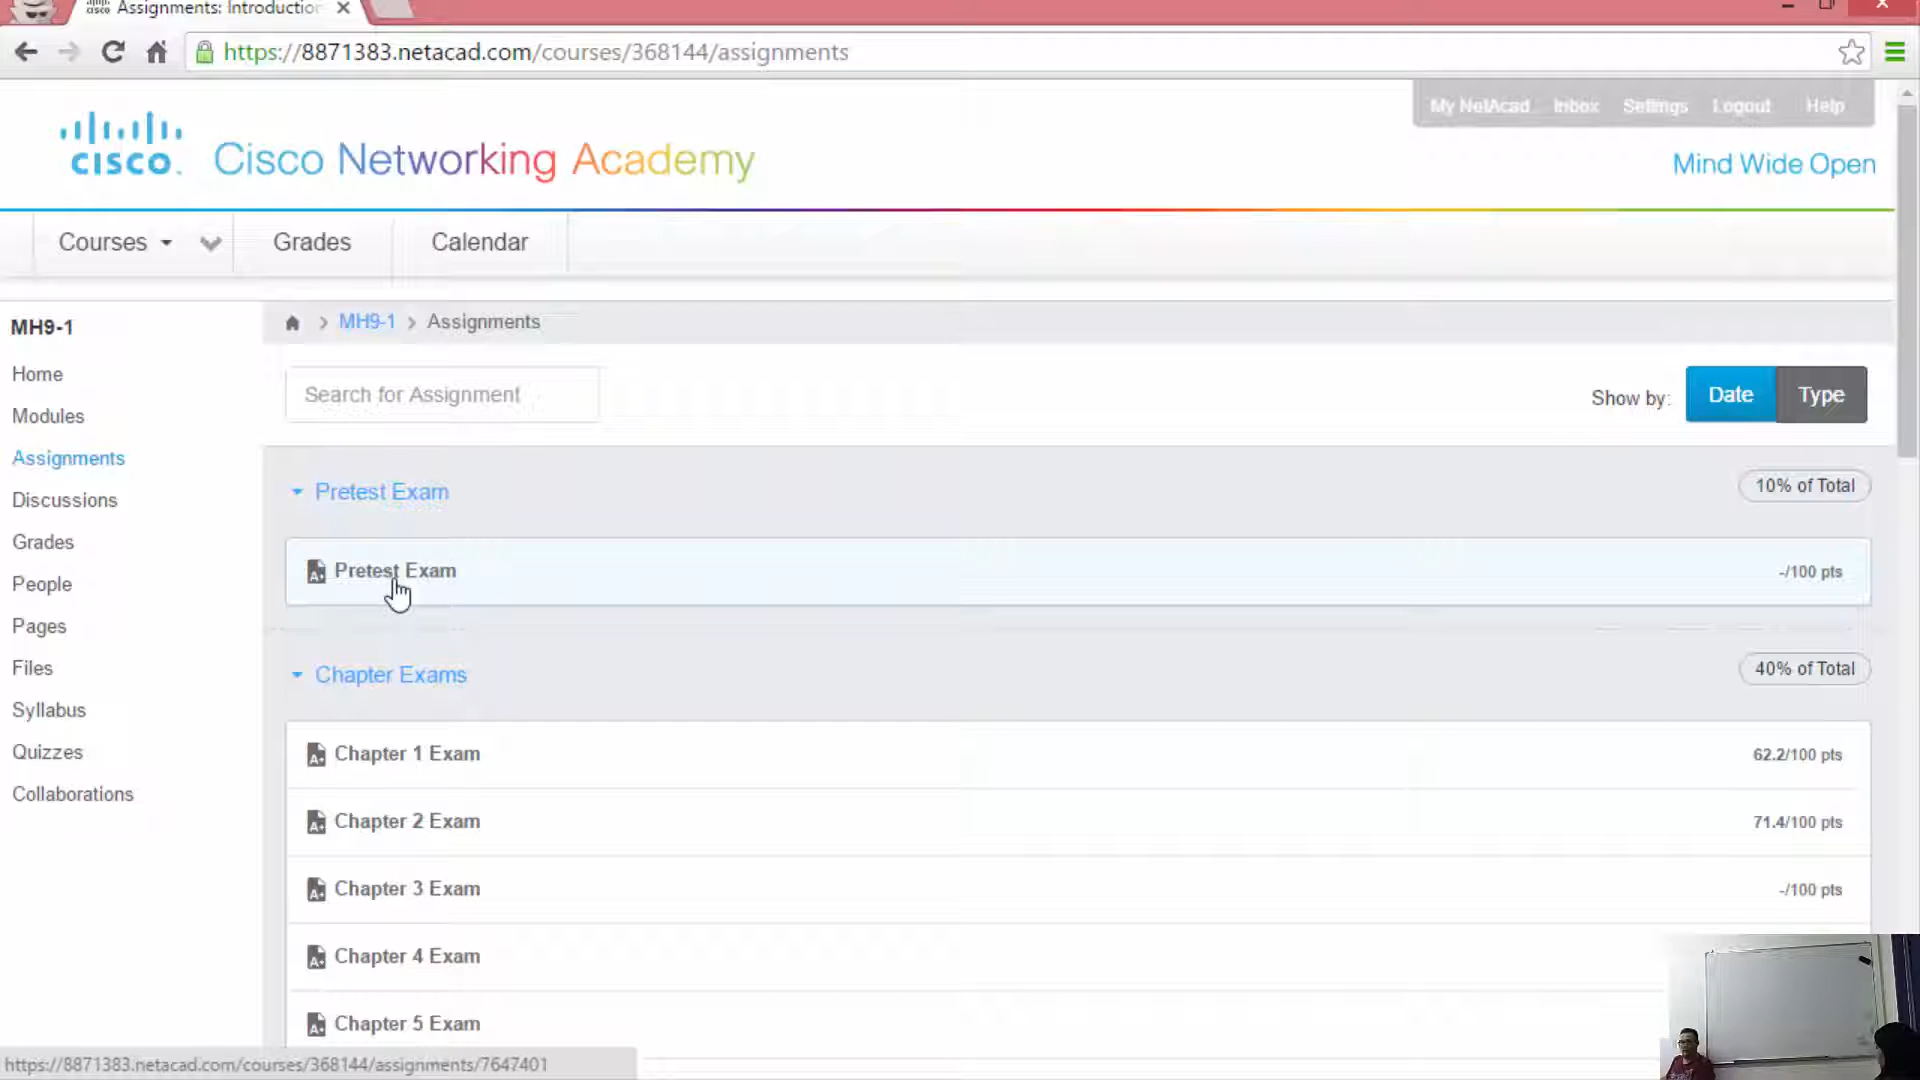 Assignments: Introduction
https://8871383.netacad.com/courses/368144/assignments
My NetAcad Inbox Settings Logout Help
CISCO. Cisco Networking Academy
Mind Wide Open
Courses Grades Calendar
MH9-1
MH9-1 > Assignments
Home
Modules
Assignments
Discussions
Grades
People
Pages
Files
Syllabus
Quizzes
Collaborations
Search for Assignment
Show by: Date Type
Pretest Exam 10% of Total
Pretest Exam -/100 pts
Chapter Exams 40% of Total
Chapter 1 Exam 62.2/100 pts
Chapter 2 Exam 71.4/100 pts
Chapter 3 Exam -/100 pts
Chapter 4 Exam
Chapter 5 Exam
https://8871383.netacad.com/courses/368144/assignments/7647401